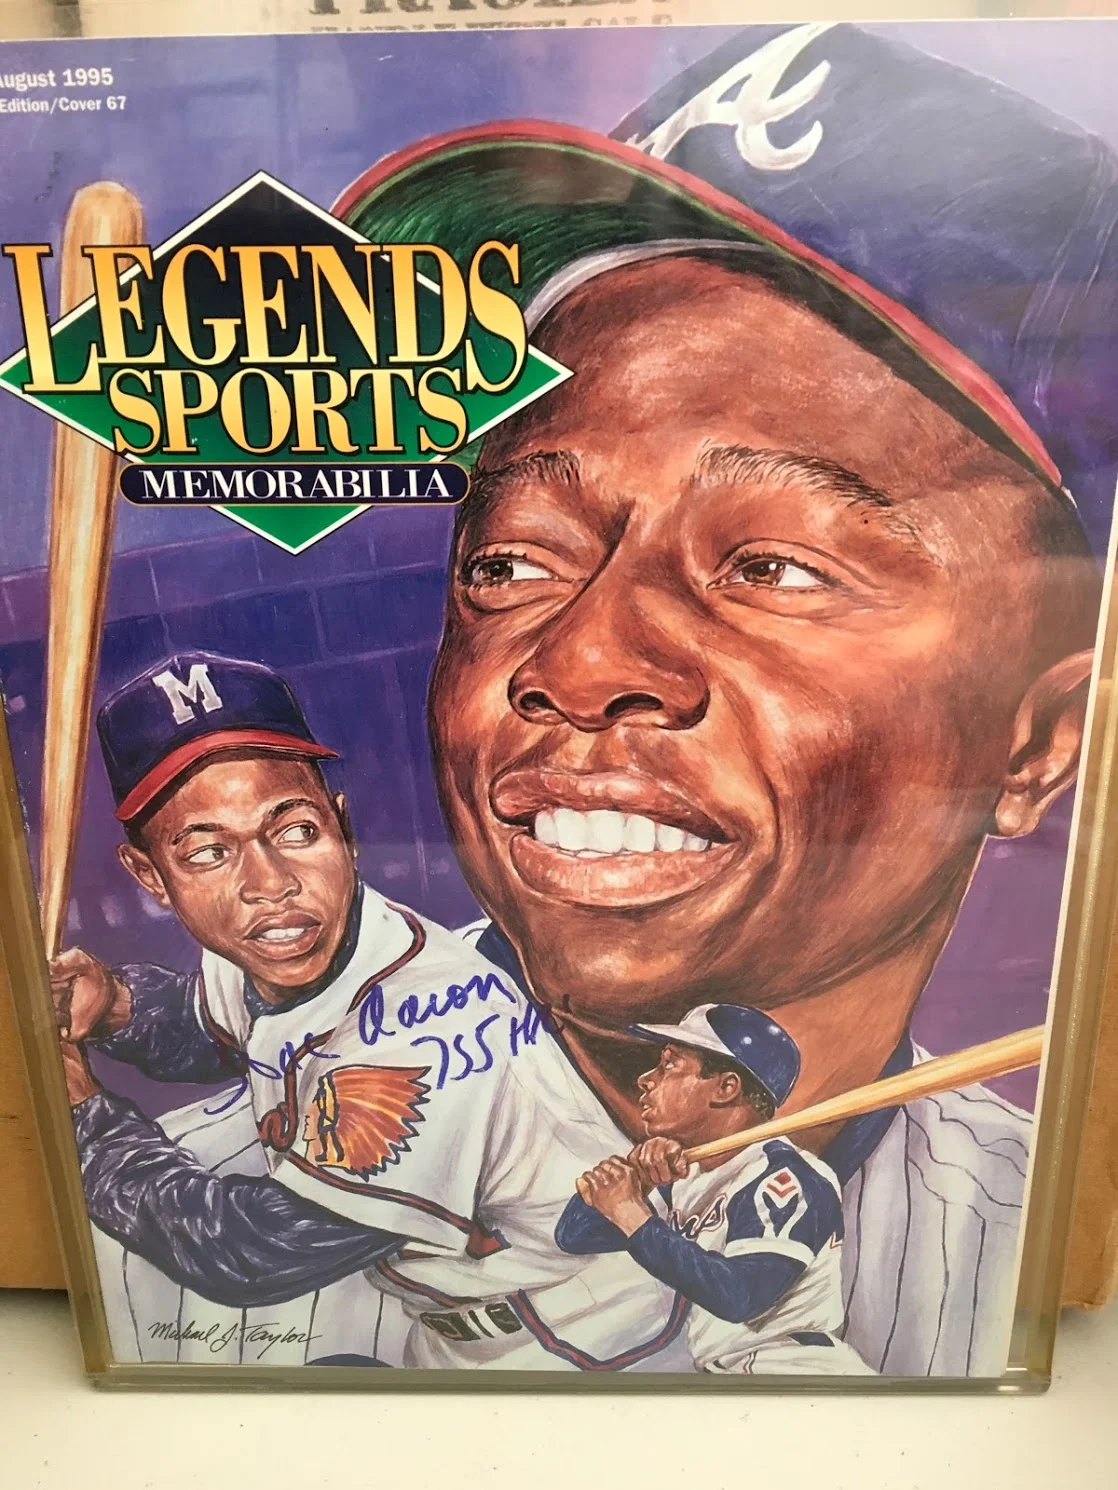 August 1995
Edition/Cover 67
LEGENDS
SPORTS
MEMORABILIA
A
M
Aaron
755 HR
Michael J. Taylor